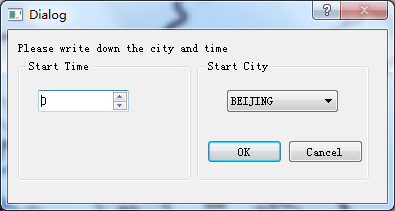 Dialog
Please write down the city and time
Start Time
Start City
0
BEIJING
OK
Cancel